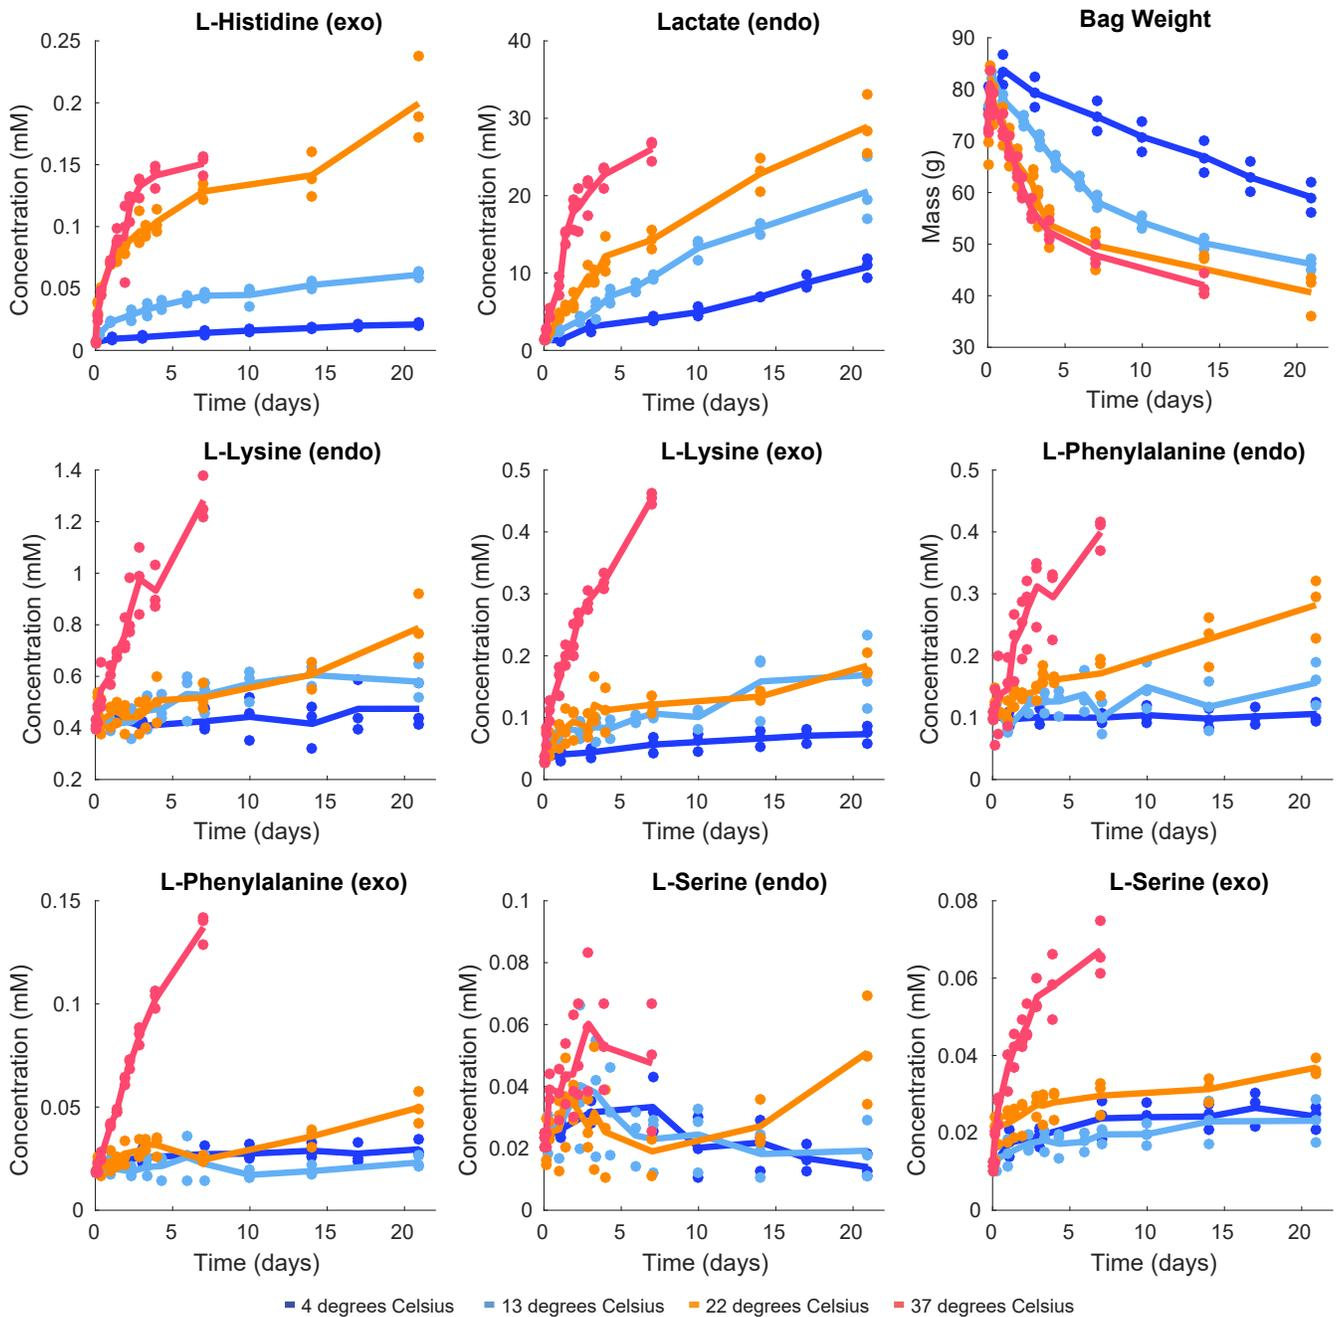 L-Histidine (exo)
Lactate (endo)
Bag Weight
Concentration (mM)
0.25
0.2
0.15
0.1
0.05
0
0 5 10 15 20
Time (days)
Concentration (mM)
40
30
20
10
0
0 5 10 15 20
Time (days)
Mass (g)
90
80
70
60
50
40
30
0 5 10 15 20
Time (days)
L-Lysine (endo)
L-Lysine (exo)
L-Phenylalanine (endo)
Concentration (mM)
1.4
1.2
1
0.8
0.6
0.4
0.2
0 5 10 15 20
Time (days)
Concentration (mM)
0.5
0.4
0.3
0.2
0.1
0
0 5 10 15 20
Time (days)
Concentration (mM)
0.5
0.4
0.3
0.2
0.1
0
0 5 10 15 20
Time (days)
L-Phenylalanine (exo)
L-Serine (endo)
L-Serine (exo)
Concentration (mM)
0.15
0.1
0.05
0
0 5 10 15 20
Time (days)
Concentration (mM)
0.1
0.08
0.06
0.04
0.02
0
0 5 10 15 20
Time (days)
Concentration (mM)
0.08
0.06
0.04
0.02
0
0 5 10 15 20
Time (days)
4 degrees Celsius 13 degrees Celsius 22 degrees Celsius 37 degrees Celsius